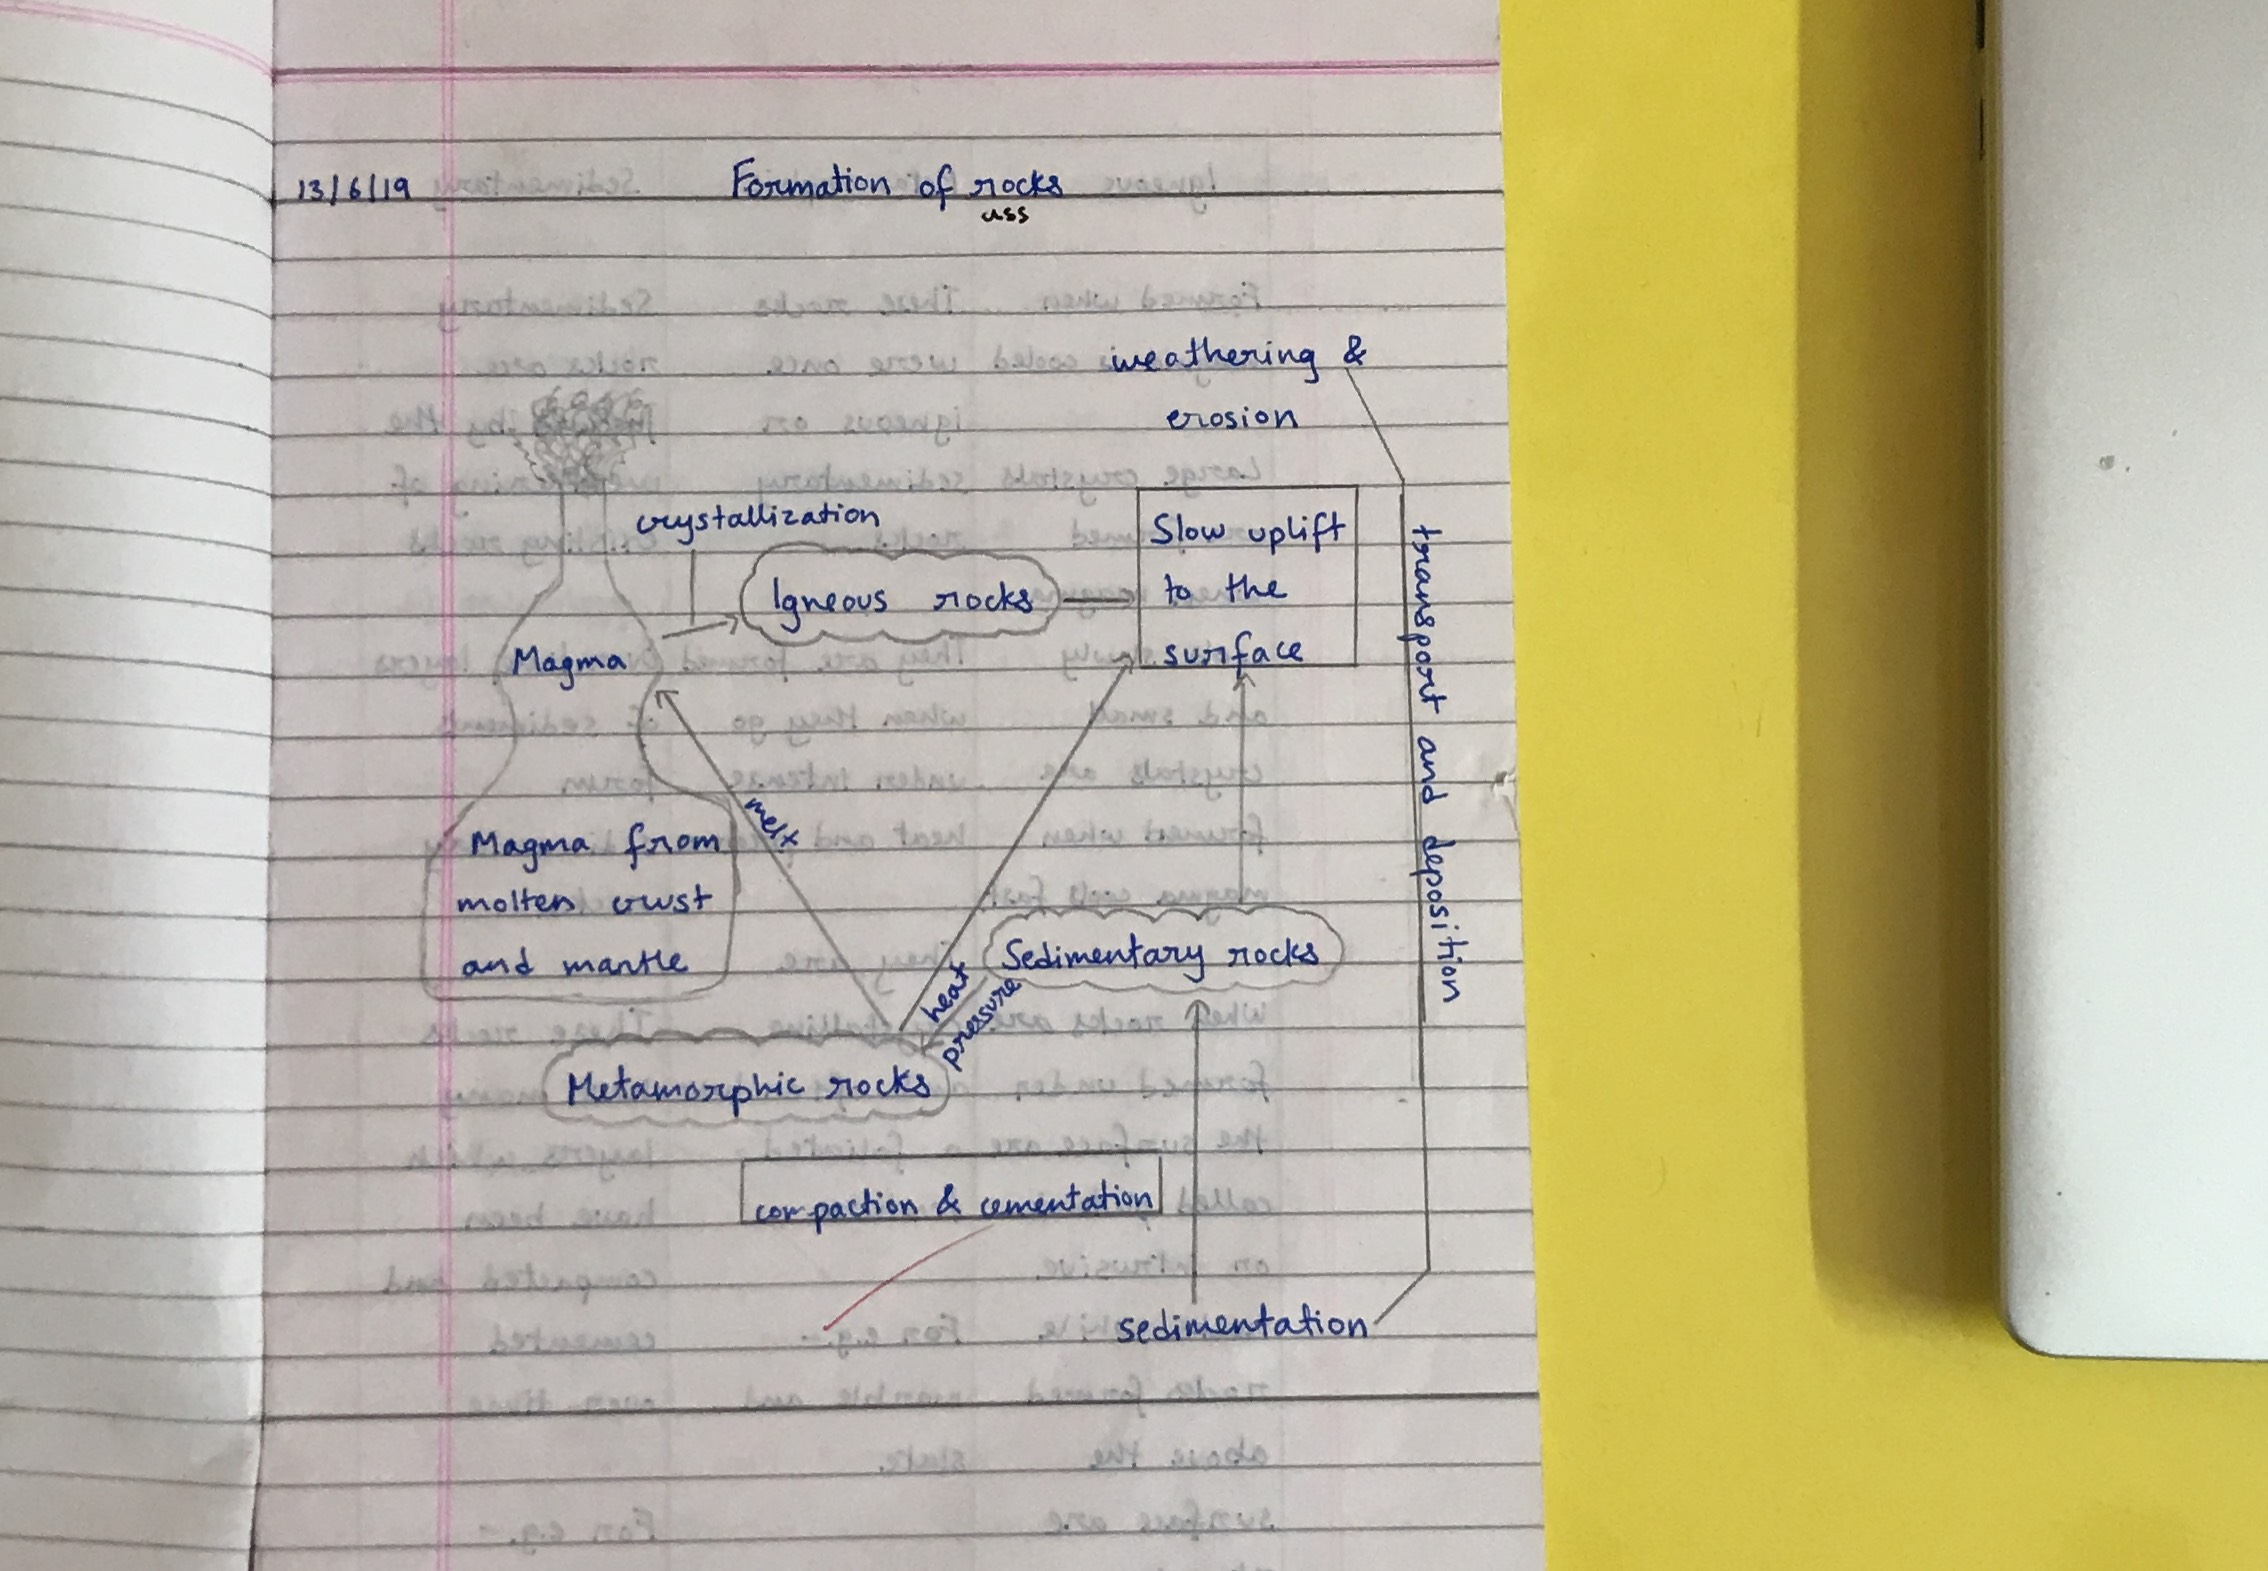 13/6/19 Formation of rocks
ass
weathering &
erosion
crystallization
Slow uplift
to the
surface
Igneous rocks
Magma
transport and deposition
melt
Magma from
molten crust
and mantle
Sedimentary rocks
heat
pressure
Metamorphic rocks
compaction & cementation
sedimentation